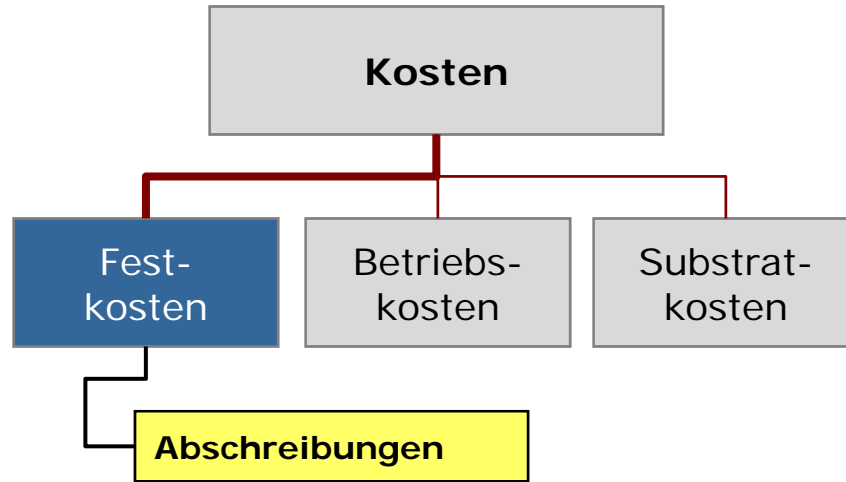 Kosten
Fest-
kosten
Betriebs-
kosten
Substrat-
kosten
Abschreibungen